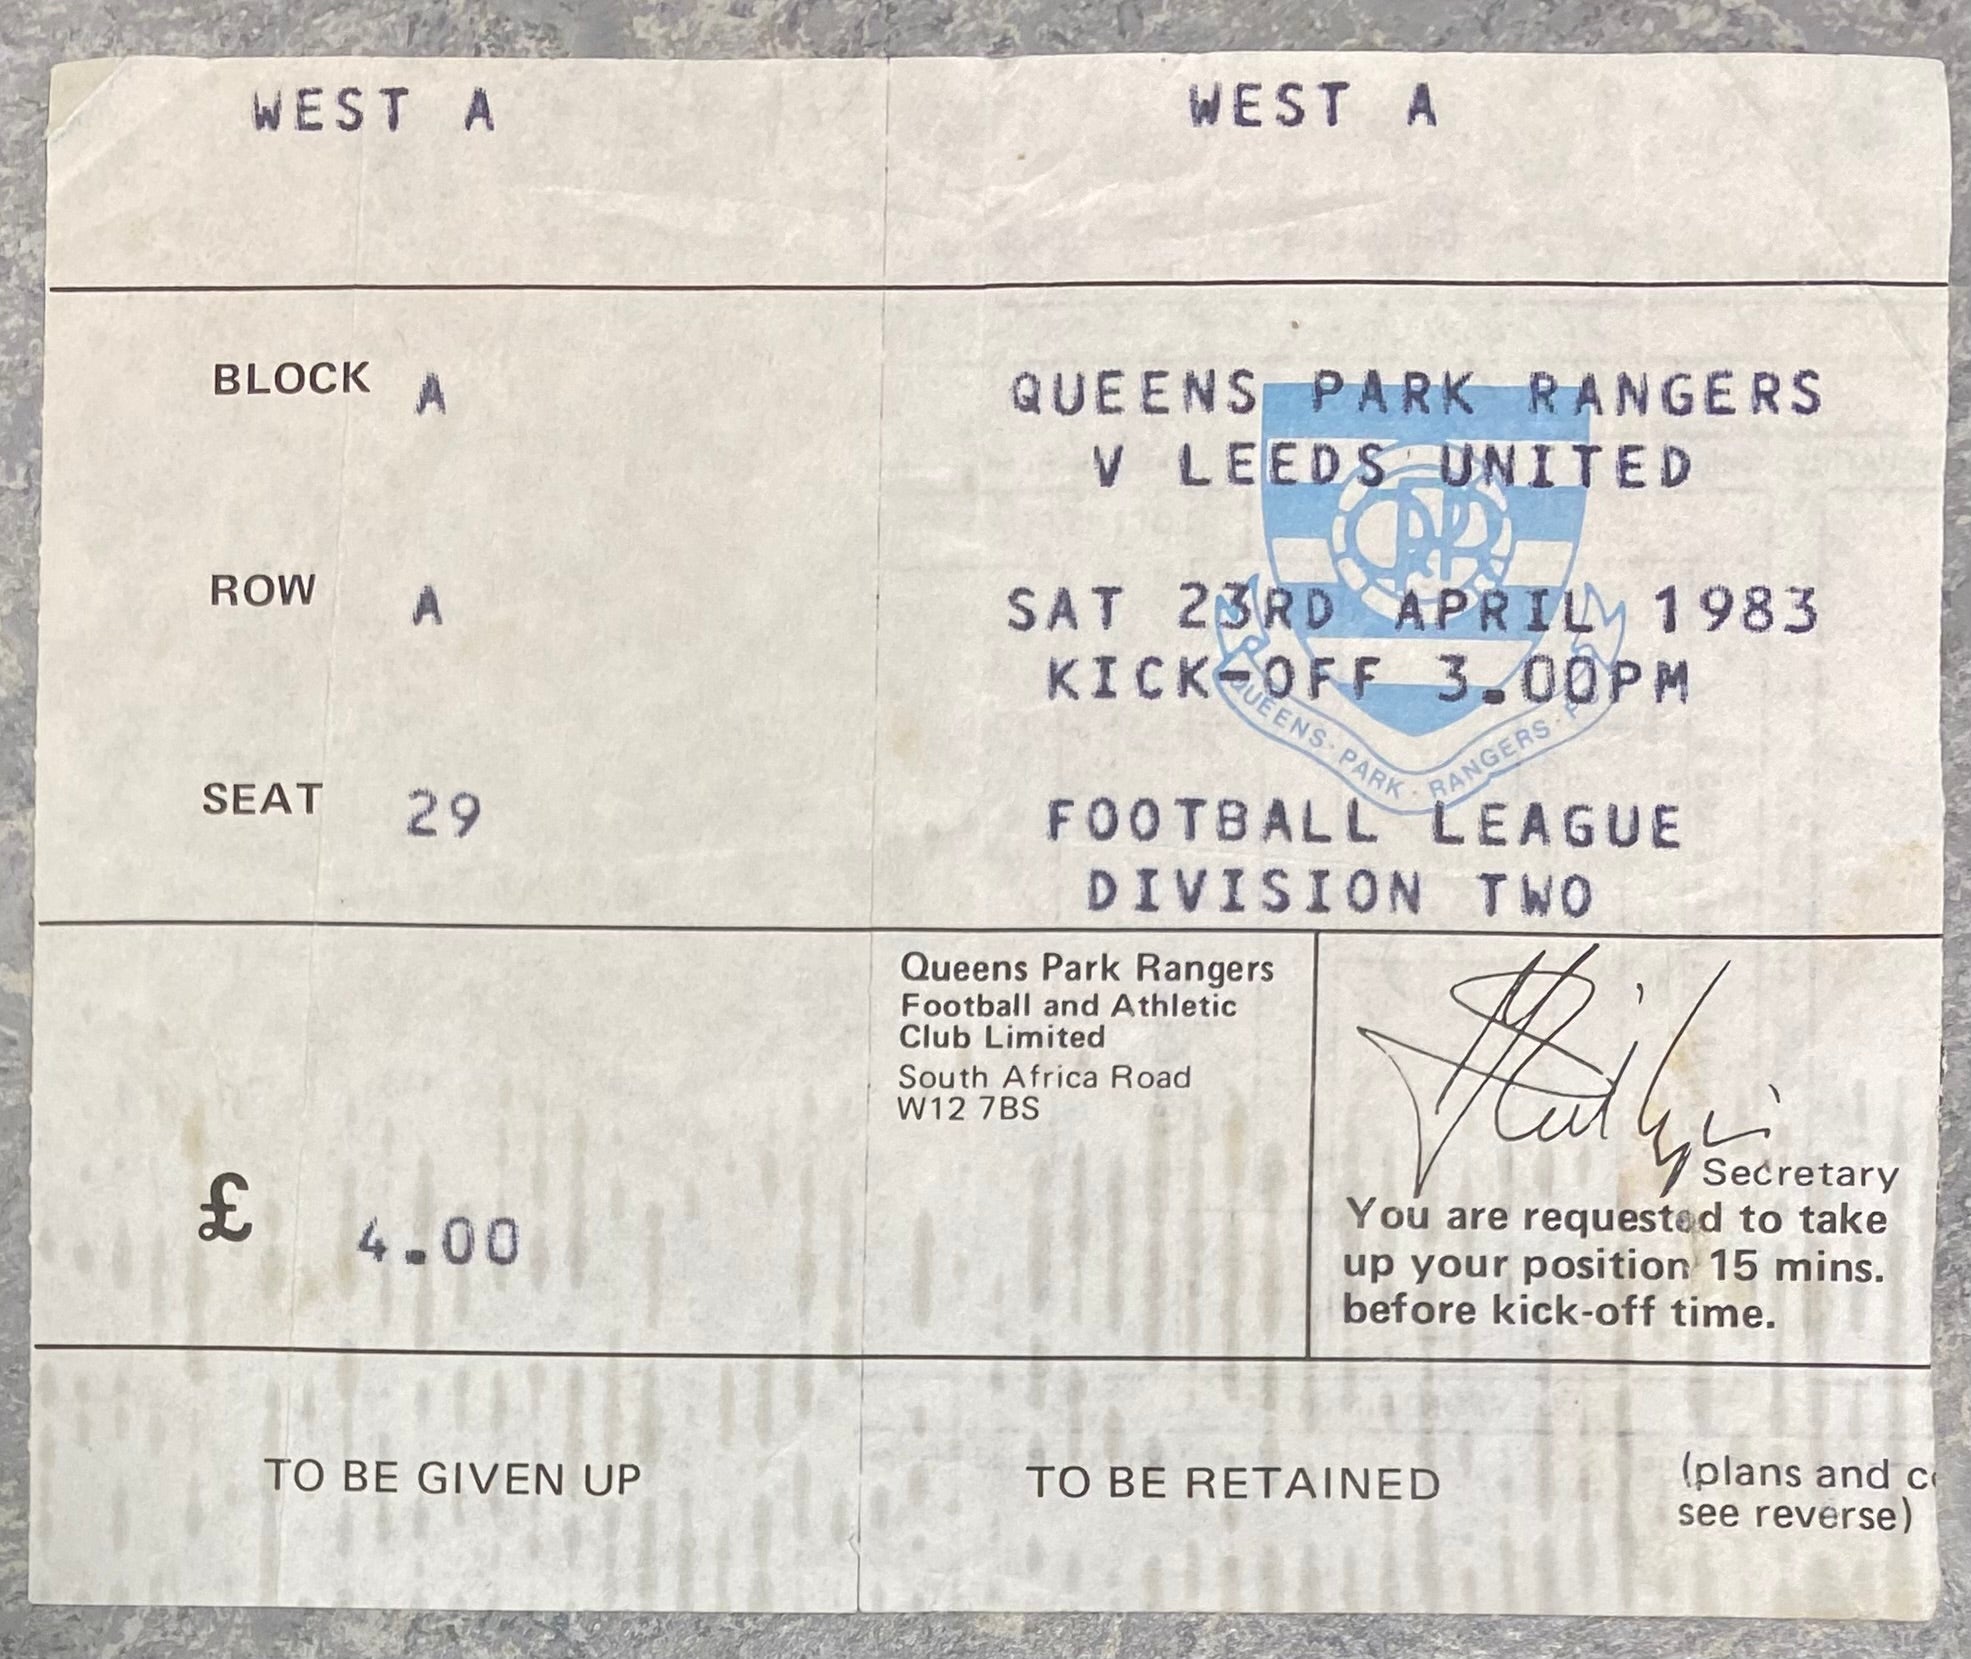 WEST A
WEST A
BLOCK A
ROW A
SEAT 29
QUEENS PARK RANGERS
V LEEDS UNITED
SAT 23RD APRIL 1983
KICK-OFF 3.00PM
QUEENS · PARK · RANGERS ·
FOOTBALL LEAGUE
DIVISION TWO
£ 4.00
Queens Park Rangers
Football and Athletic
Club Limited
South Africa Road
W12 7BS
Secretary
You are requested to take
up your position 15 mins.
before kick-off time.
TO BE GIVEN UP
TO BE RETAINED
(plans and
see reverse)